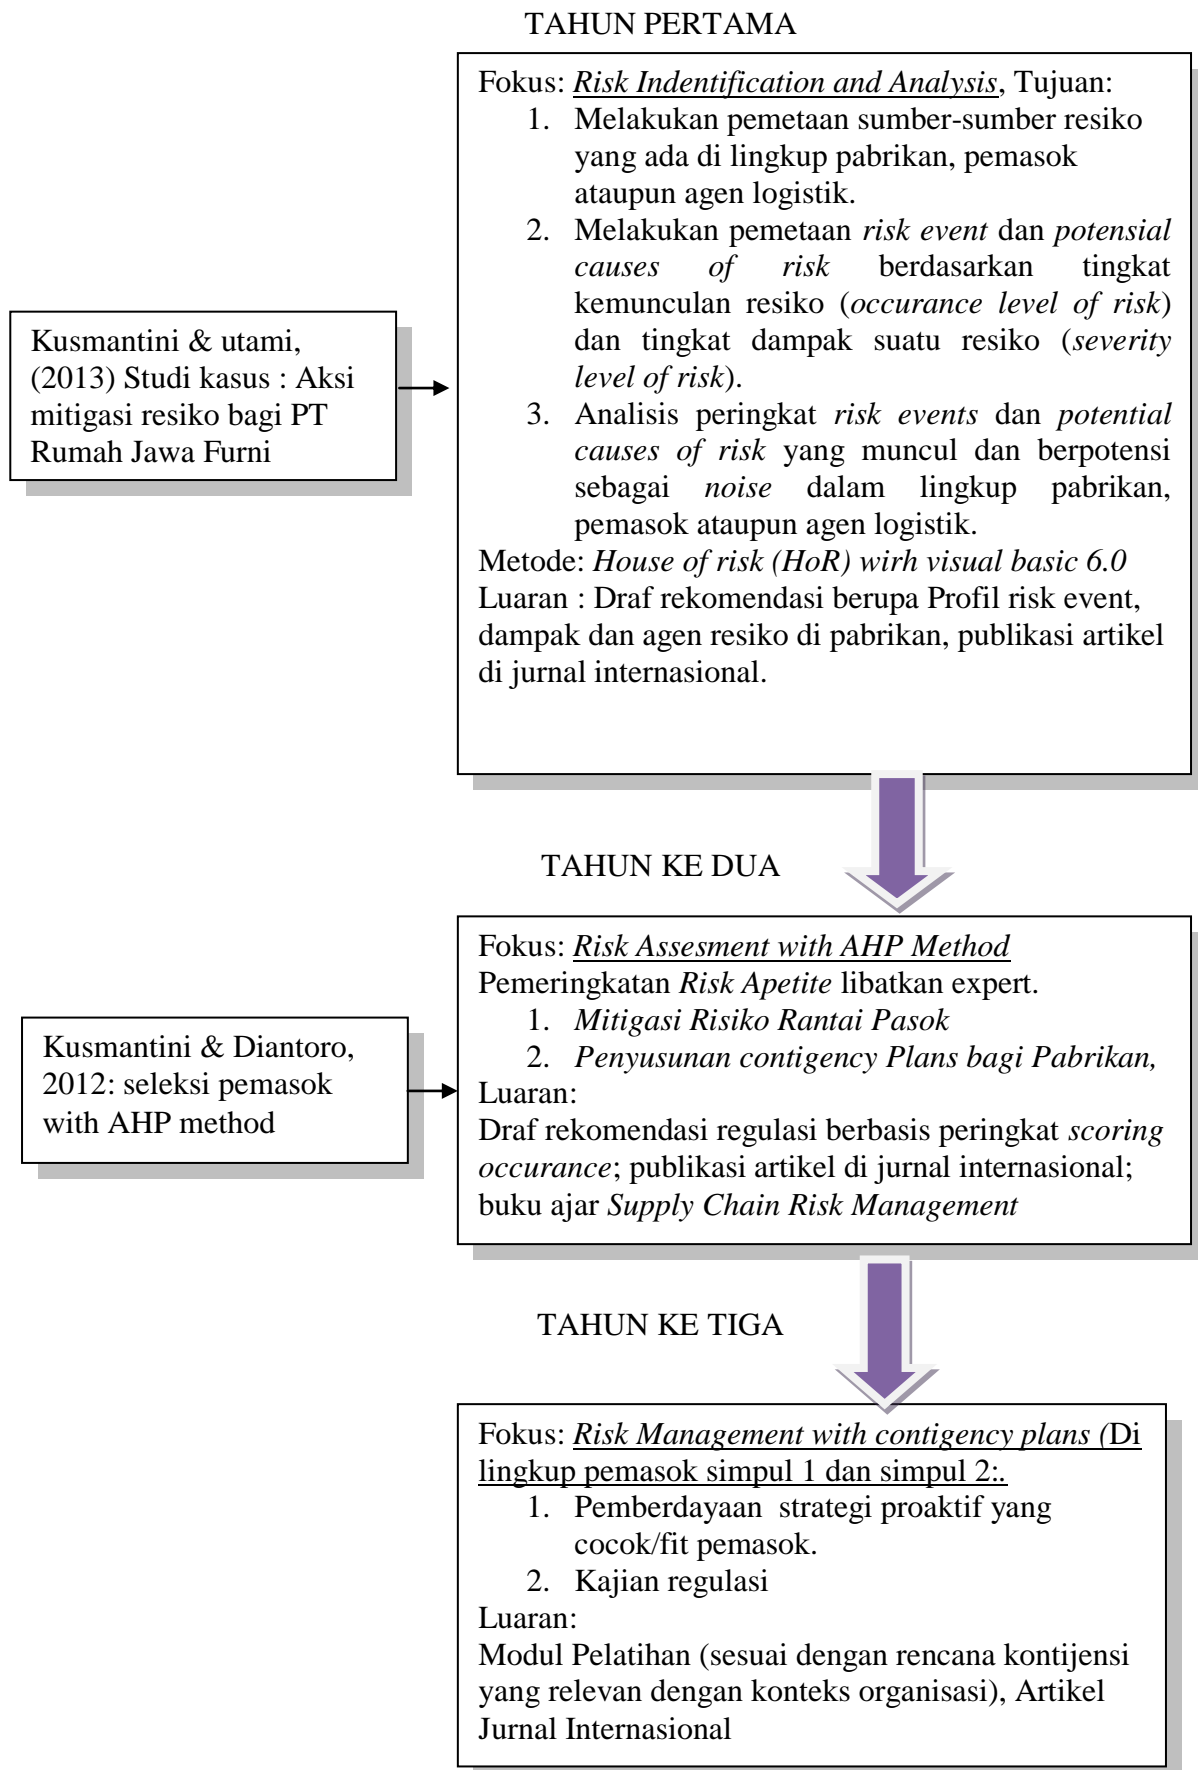 TAHUN PERTAMA
Fokus: Risk Indentification and Analysis, Tujuan:
1. Melakukan pemetaan sumber-sumber resiko
yang ada di lingkup pabrikan, pemasok
ataupun agen logistik.
2. Melakukan pemetaan risk event dan potensial
causes of risk berdasarkan tingkat
kemunculan resiko (occurance level of risk)
dan tingkat dampak suatu resiko (severity
level of risk).
3. Analisis peringkat risk events dan potential
causes of risk yang muncul dan berpotensi
sebagai noise dalam lingkup pabrikan,
pemasok ataupun agen logistik.
Metode: House of risk (HoR) wirh visual basic 6.0
Luaran : Draf rekomendasi berupa Profil risk event,
dampak dan agen resiko di pabrikan, publikasi artikel
di jurnal internasional.
Kusmantini & utami,
(2013) Studi kasus : Aksi
mitigasi resiko bagi PT
Rumah Jawa Furni
TAHUN KE DUA
Fokus: Risk Assesment with AHP Method
Pemeringkatan Risk Apetite libatkan expert.
1. Mitigasi Risiko Rantai Pasok
2. Penyusunan contigency Plans bagi Pabrikan,
Luaran:
Draf rekomendasi regulasi berbasis peringkat scoring
occurance; publikasi artikel di jurnal internasional;
buku ajar Supply Chain Risk Management
Kusmantini & Diantoro,
2012: seleksi pemasok
with AHP method
TAHUN KE TIGA
Fokus: Risk Management with contigency plans (Di
lingkup pemasok simpul 1 dan simpul 2:.
1. Pemberdayaan strategi proaktif yang
cocok/fit pemasok.
2. Kajian regulasi
Luaran:
Modul Pelatihan (sesuai dengan rencana kontijensi
yang relevan dengan konteks organisasi), Artikel
Jurnal Internasional